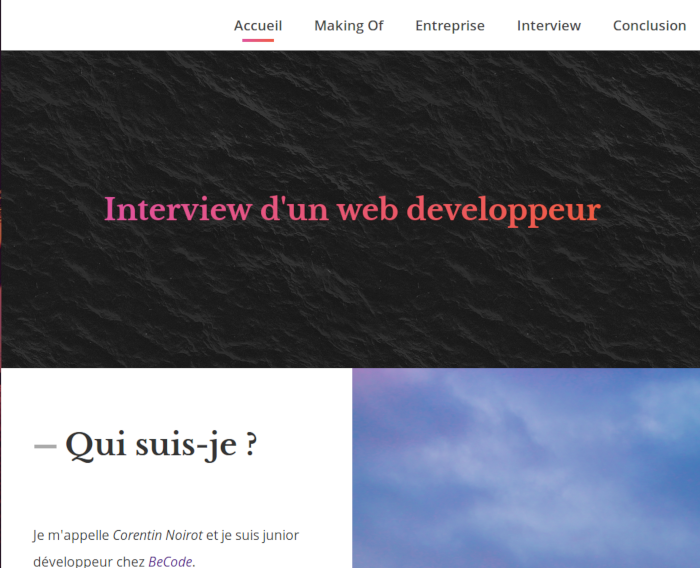 Accueil Making Of Entreprise Interview Conclusion
Interview d'un web developpeur
— Qui suis-je ?
Je m'appelle Corentin Noirot et je suis junior
développeur chez BeCode.